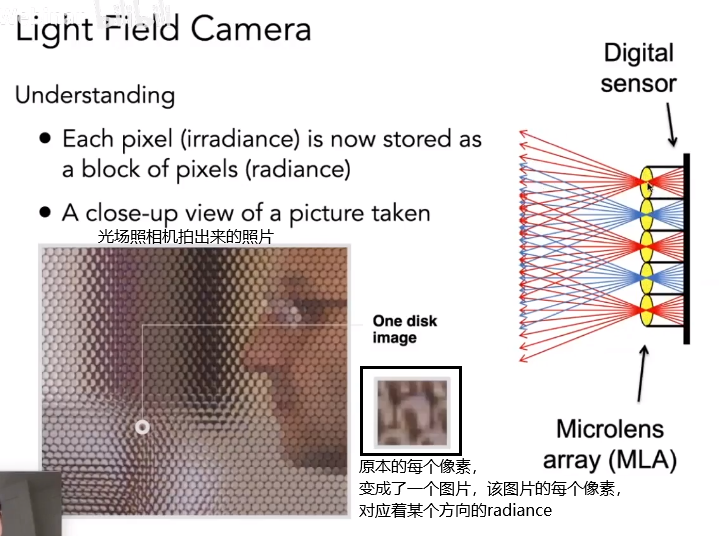 Light Field Camera
Digital
sensor
Understanding
• Each pixel (irradiance) is now stored as
a block of pixels (radiance)
• A close-up view of a picture taken
光场照相机拍出来的照片
One disk
image
Microlens
array (MLA)
原本的每个像素，
变成了一个图片，该图片的每个像素，
对应着某个方向的radiance